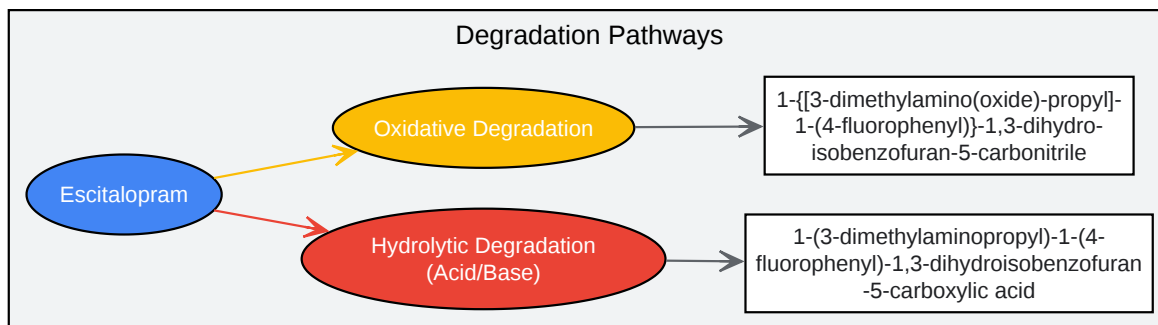 Degradation Pathways
Escitalopram
Oxidative Degradation
1-{[3-dimethylamino(oxide)-propyl]-
1-(4-fluorophenyl)}-1,3-dihydro-
isobenzofuran-5-carbonitrile
Hydrolytic Degradation
(Acid/Base)
1-(3-dimethylaminopropyl)-1-(4-
fluorophenyl)-1,3-dihydroisobenzofuran
-5-carboxylic acid